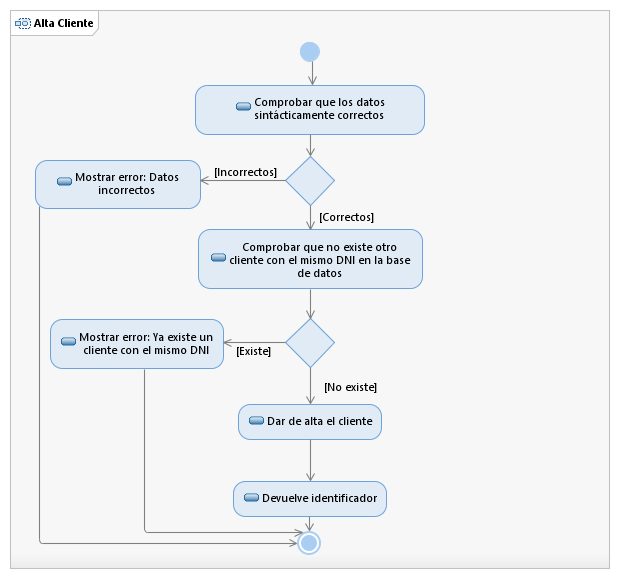 Alta Cliente
Comprobar que los datos
sintácticamente correctos
[Incorrectos]
Mostrar error: Datos
incorrectos
[Correctos]
Comprobar que no existe otro
cliente con el mismo DNI en la base
de datos
Mostrar error: Ya existe un
cliente con el mismo DNI
[Existe]
[No existe]
Dar de alta el cliente
Devuelve identificador